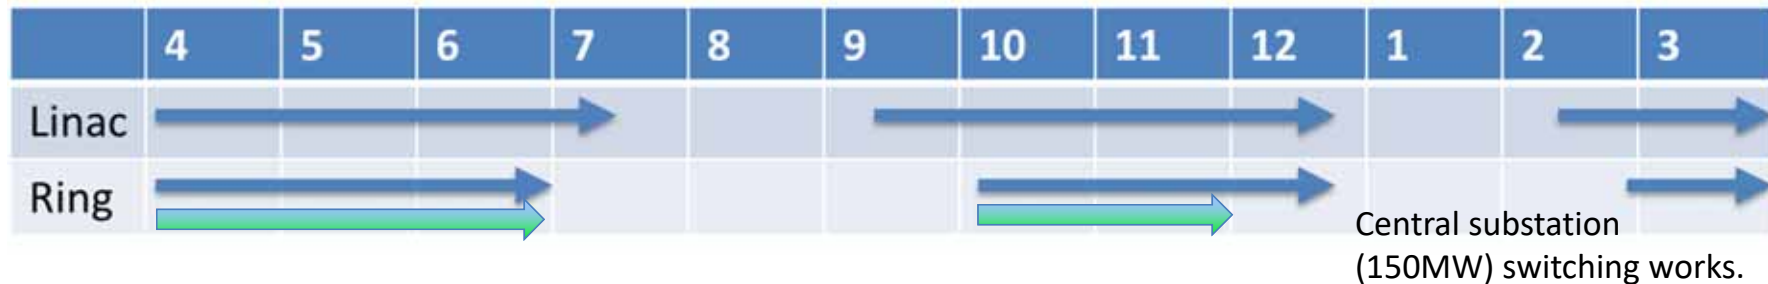 4 5 6 7 8 9 10 11 12 1 2 3
Linac
Ring
Central substation
(150MW) switching works.